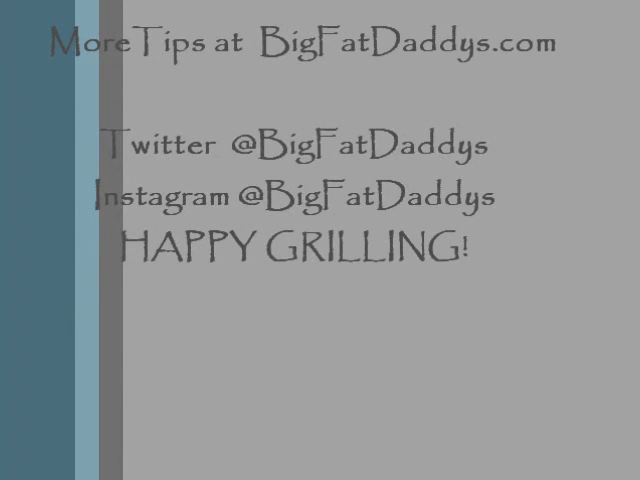 More Tips at BigFatDaddys.com
Twitter @BigFatDaddys
Instagram @BigFatDaddys
HAPPY GRILLING!